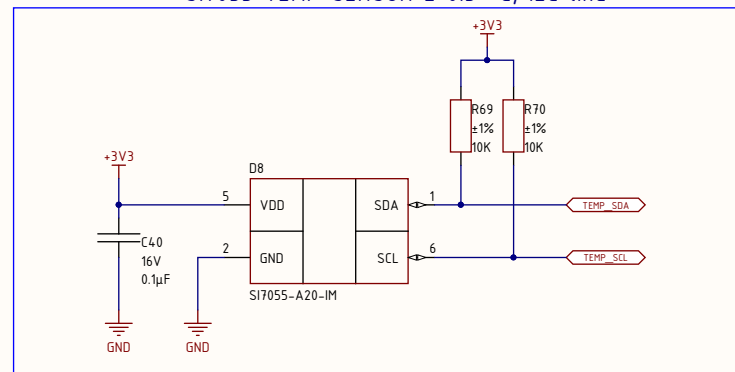 +3V3
R69
±1%
10K
R70
±1%
10K
+3V3
D8
5
VDD
SDA
1
TEMP_SDA
2
GND
SCL
6
TEMP_SCL
C40
16V
0.1µF
SI7055-A20-IM
GND
GND